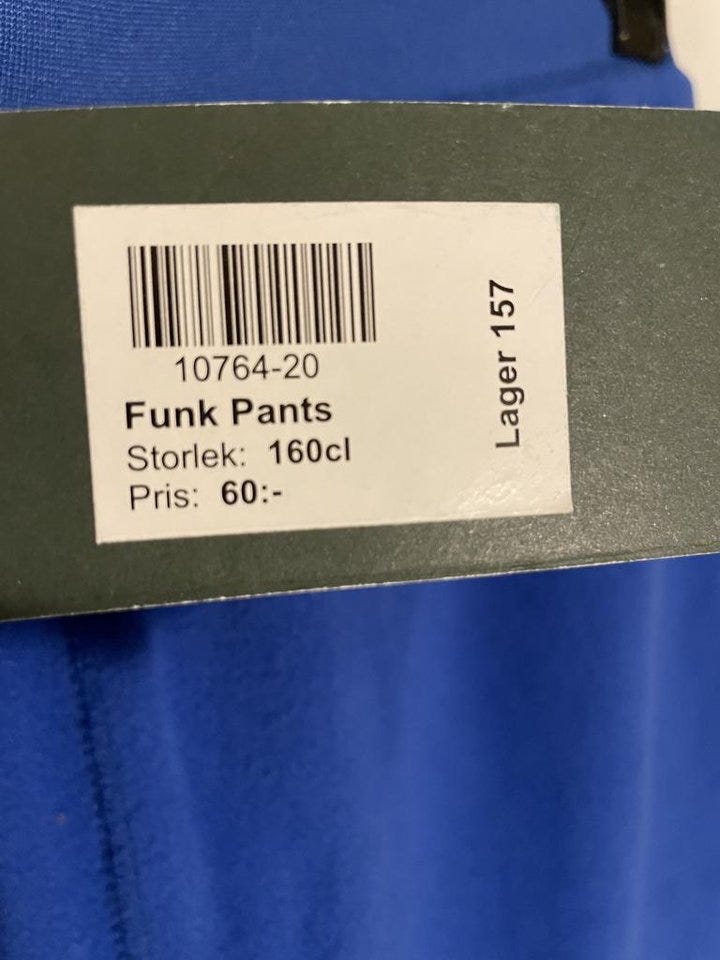 10764-20
Funk Pants
Storlek: 160cl
Pris: 60:-
Lager 157